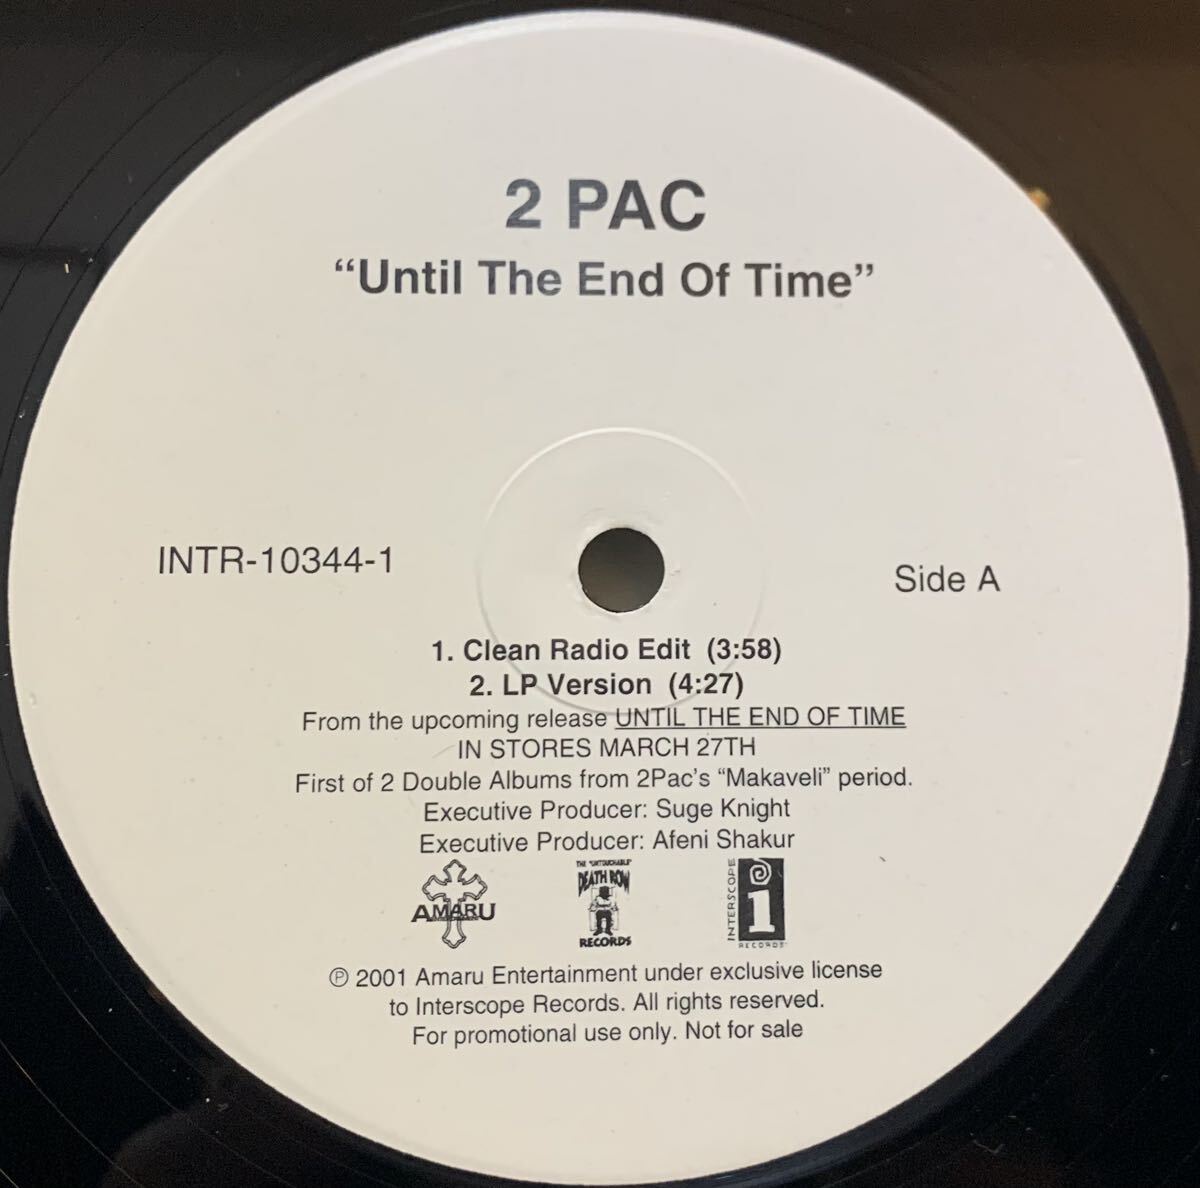 2 PAC
“Until The End Of Time”
INTR-10344-1
Side A
1. Clean Radio Edit (3:58)
2. LP Version (4:27)
From the upcoming release UNTIL THE END OF TIME
IN STORES MARCH 27TH
First of 2 Double Albums from 2Pac's “Makaveli” period.
Executive Producer: Suge Knight
Executive Producer: Afeni Shakur
AMARU
THE "UNTOUCHABLE"
DEATH ROW
RECORDS
INTERSCOPE
i
RECORDS
℗ 2001 Amaru Entertainment under exclusive license
to Interscope Records. All rights reserved.
For promotional use only. Not for sale